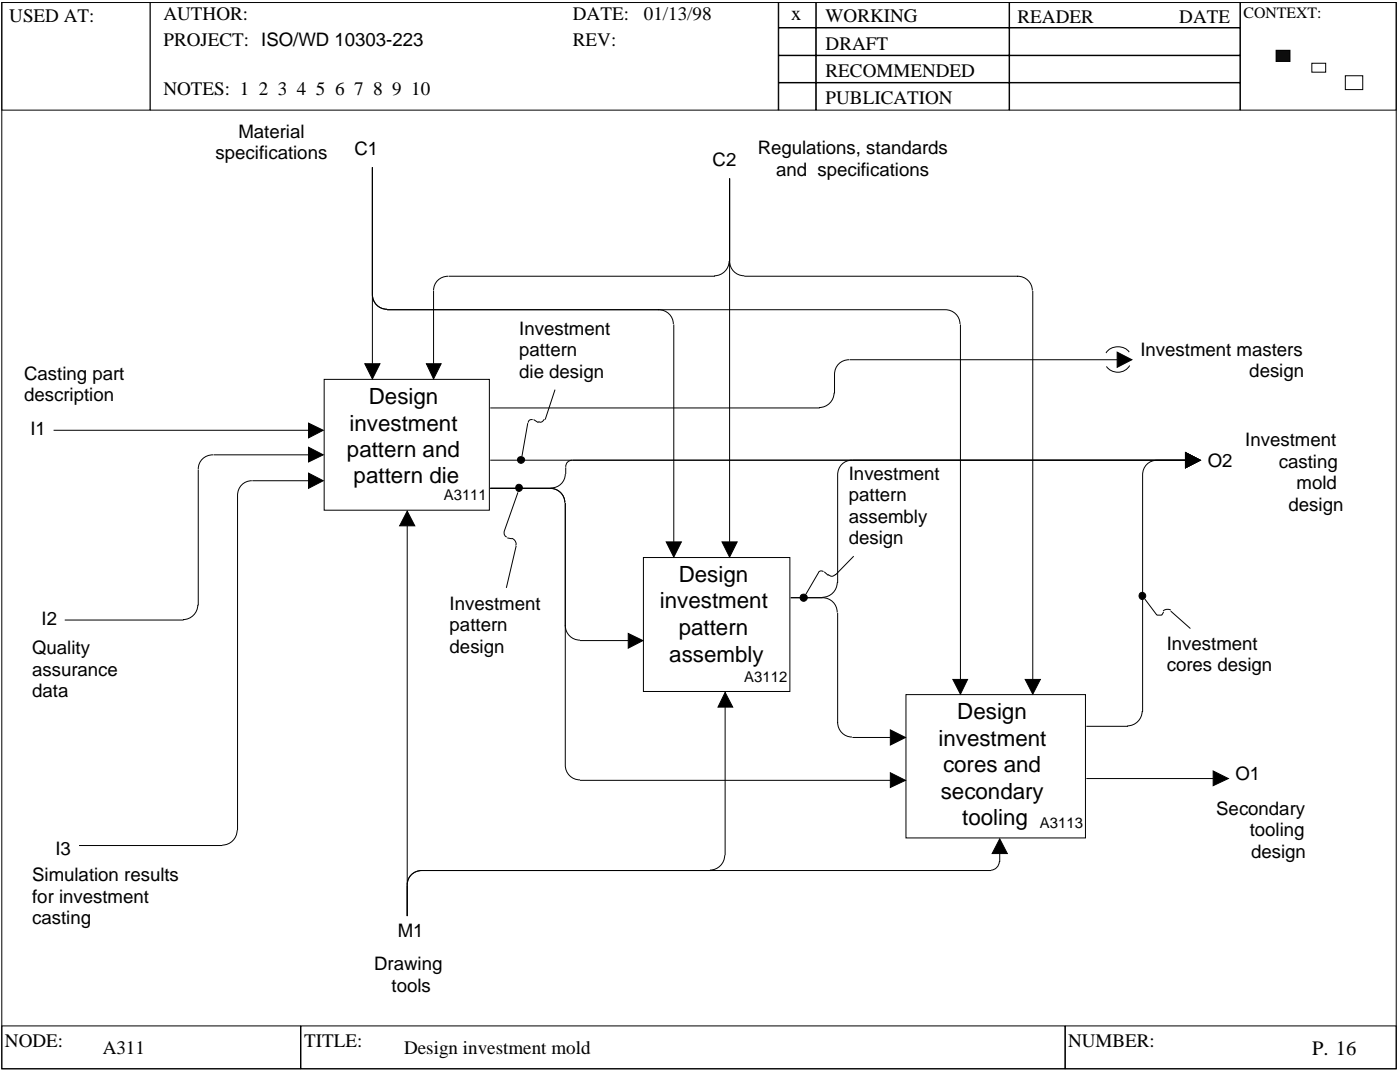 USED AT:
AUTHOR:
DATE: 01/13/98
PROJECT: ISO/WD 10303-223
REV:
NOTES: 1 2 3 4 5 6 7 8 9 10
x WORKING
DRAFT
RECOMMENDED
PUBLICATION
READER DATE
CONTEXT:
Material
specifications
C1
C2
Regulations, standards
and specifications
Investment
pattern
die design
Investment masters
design
Casting part
description
I1
Design
investment
pattern and
pattern die
A3111
Investment
casting
mold
design
O2
Investment
pattern
assembly
design
Investment
pattern
design
Design
investment
pattern
assembly
A3112
I2
Quality
assurance
data
Investment
cores design
Design
investment
cores and
secondary
tooling
A3113
O1
Secondary
tooling
design
I3
Simulation results
for investment
casting
M1
Drawing
tools
NODE: A311
TITLE: Design investment mold
NUMBER: P. 16